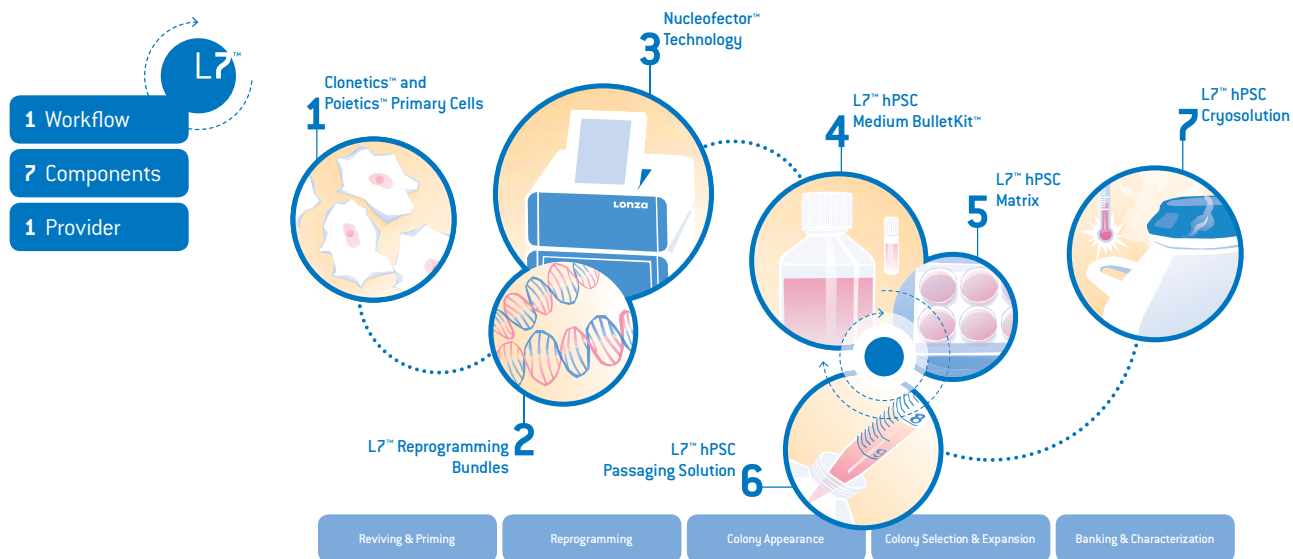 L7™
1 Workflow
7 Components
1 Provider
1
Clonetics™ and
Poietics™ Primary Cells
2
L7™ Reprogramming
Bundles
3
Nucleofector™
Technology
Lonza
4
L7™ hPSC
Medium BulletKit™
5
L7™ hPSC
Matrix
6
L7™ hPSC
Passaging Solution
8
7
L7™ hPSC
Cryosolution
Reviving & Priming
Reprogramming
Colony Appearance
Colony Selection & Expansion
Banking & Characterization